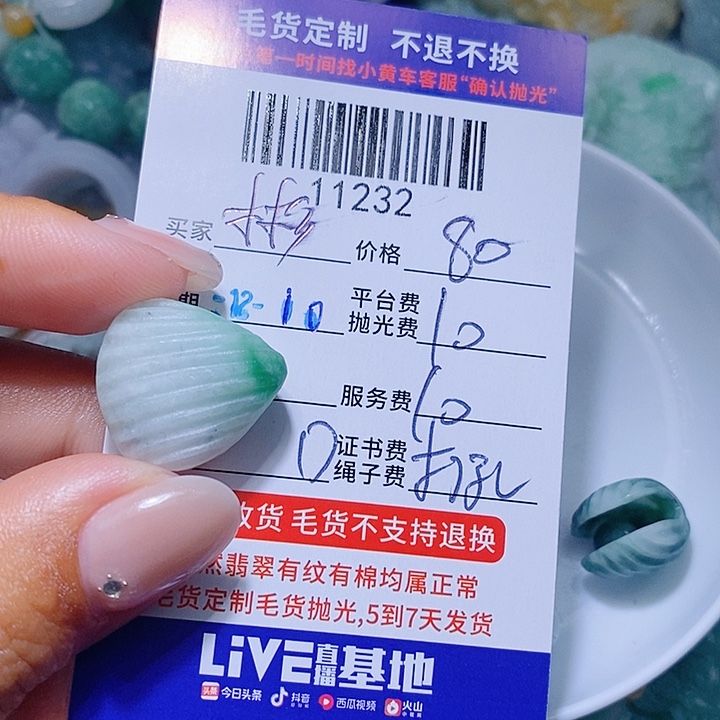 毛货定制 不退不换
第一时间找小黄车客服“确认抛光”
11232
买家
价格 80
期 -12-10
平台费
抛光费 10
服务费 10
证书费
绳子费 打孔
收货 毛货不支持退换
然翡翠有纹有棉均属正常
毛货定制毛货抛光,5到7天发货
LiVE直播基地
头条 今日头条 抖音 西瓜视频 火山